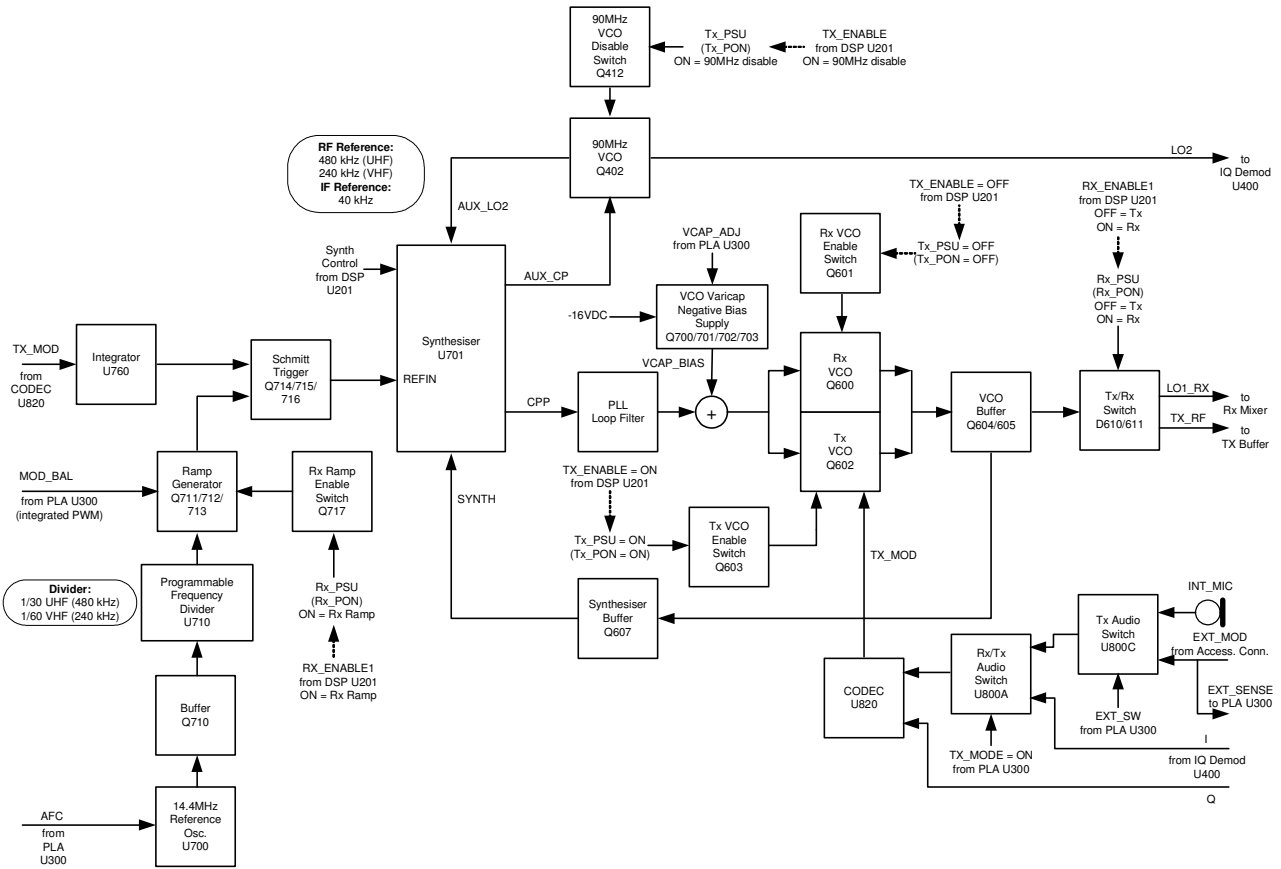 90MHz
VCO
Disable
Switch
Q412
Tx_PSU
(Tx_PON)
ON = 90MHz disable
TX_ENABLE
from DSP U201
ON = 90MHz disable
RF Reference:
480 kHz (UHF)
240 kHz (VHF)
IF Reference:
40 kHz
90MHz
VCO
Q402
LO2
to
IQ Demod
U400
AUX_LO2
TX_ENABLE = OFF
from DSP U201
RX_ENABLE1
from DSP U201
OFF = Tx
ON = Rx
Synth
Control
from DSP
U201
VCAP_ADJ
from PLA U300
Rx VCO
Enable
Switch
Q601
Tx_PSU = OFF
(Tx_PON = OFF)
AUX_CP
Rx_PSU
(Rx_PON)
OFF = Tx
ON = Rx
-16VDC
VCO Varicap
Negative Bias
Supply
Q700/701/702/703
TX_MOD
from
CODEC
U820
Integrator
U760
Schmitt
Trigger
Q714/715/
716
Synthesiser
U701
REFIN
VCAP_BIAS
Rx
VCO
Q600
CPP
PLL
Loop Filter
+
Tx
VCO
Q602
VCO
Buffer
Q604/605
Tx/Rx
Switch
D610/611
LO1_RX
to
Rx Mixer
TX_RF
to
TX Buffer
MOD_BAL
from PLA U300
(integrated PWM)
Ramp
Generator
Q711/712/
713
Rx Ramp
Enable
Switch
Q717
SYNTH
TX_ENABLE = ON
from DSP U201
Tx_PSU = ON
(Tx_PON = ON)
Tx VCO
Enable
Switch
Q603
TX_MOD
Divider:
1/30 UHF (480 kHz)
1/60 VHF (240 kHz)
Programmable
Frequency
Divider
U710
Rx_PSU
(Rx_PON)
ON = Rx Ramp
Synthesiser
Buffer
Q607
INT_MIC
Tx Audio
Switch
U800C
EXT_MOD
from Access. Conn.
RX_ENABLE1
from DSP U201
ON = Rx Ramp
CODEC
U820
Rx/Tx
Audio
Switch
U800A
EXT_SENSE
to PLA U300
Buffer
Q710
EXT_SW
from PLA U300
TX_MODE = ON
from PLA U300
I
from IQ Demod
U400
Q
AFC
from
PLA
U300
14.4MHz
Reference
Osc.
U700